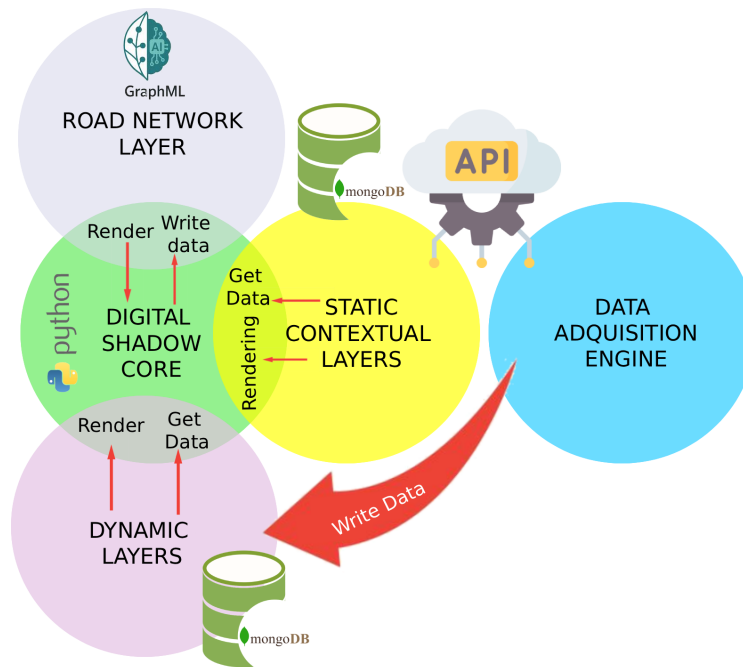 AI
GraphML
ROAD NETWORK
LAYER
mongoDB
API
Render
Write
data
python
DIGITAL
SHADOW
CORE
Get
Data
Rendering
STATIC
CONTEXTUAL
LAYERS
DATA
ADQUISITION
ENGINE
Render
Get
Data
Write Data
DYNAMIC
LAYERS
mongoDB